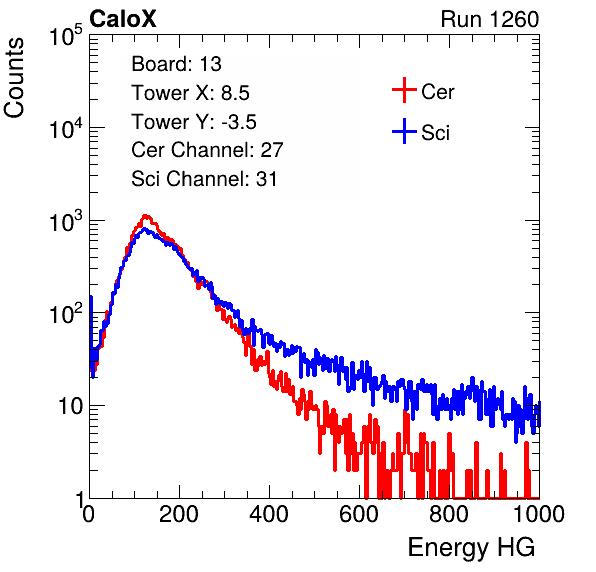 CaloX Run 1260
Counts
10^5
10^4
10^3
10^2
10
1
Board: 13
Tower X: 8.5
Tower Y: -3.5
Cer Channel: 27
Sci Channel: 31
Cer
Sci
0 200 400 600 800 1000
Energy HG